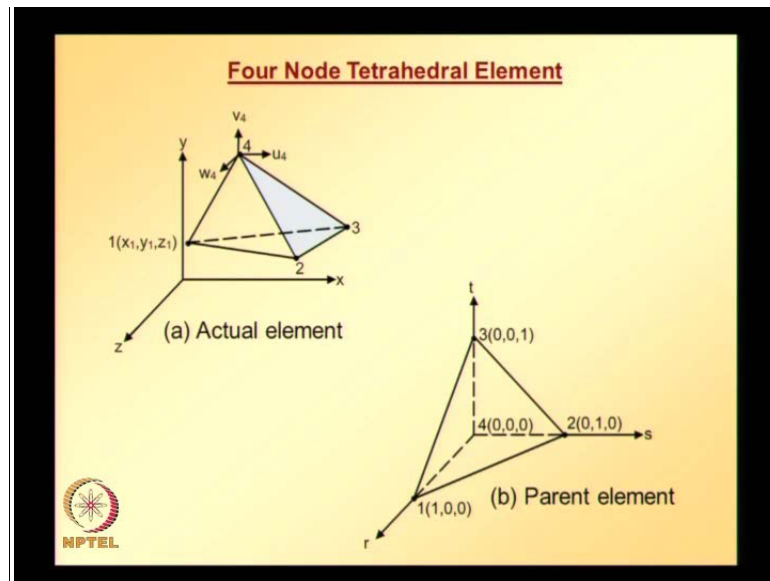 Four Node Tetrahedral Element
v₄
y
4
u₄
w₄
3
1(x₁,y₁,z₁)
2
x
z
(a) Actual element
t
3(0,0,1)
4(0,0,0)
2(0,1,0)
s
1(1,0,0)
(b) Parent element
r
NPTEL